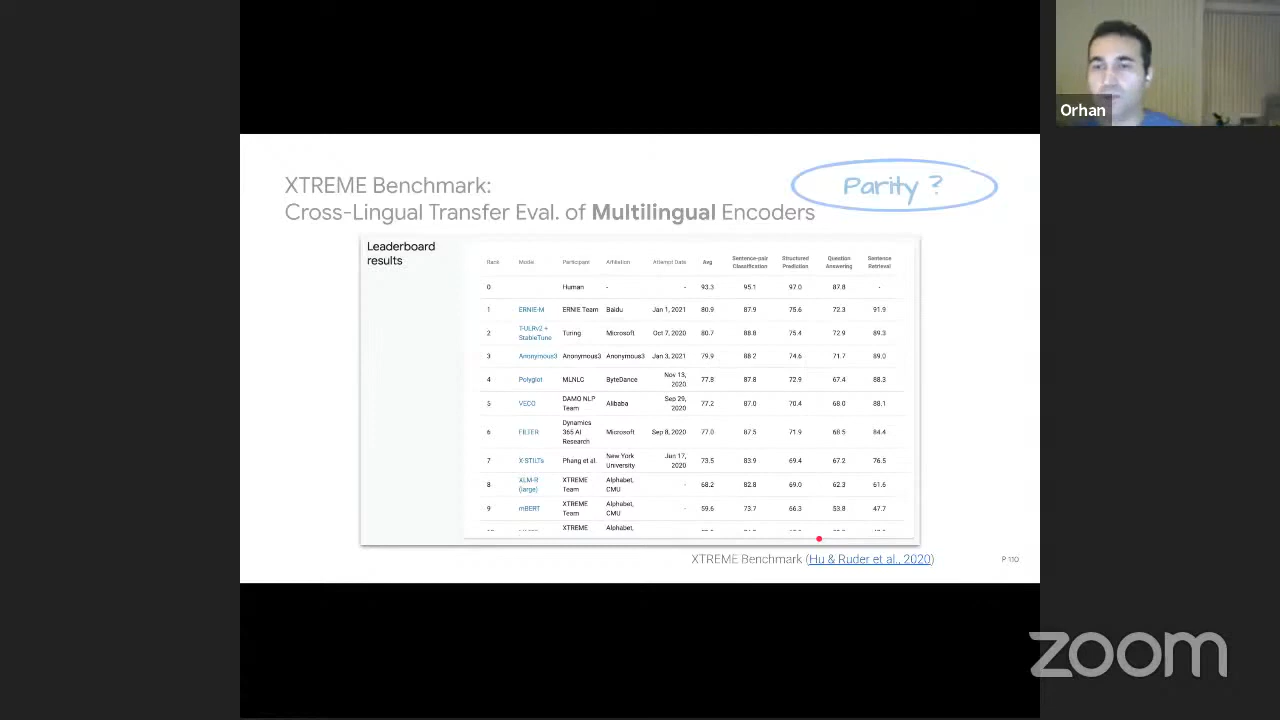 Orhan
XTREME Benchmark:
Parity ?
Cross-Lingual Transfer Eval. of Multilingual Encoders
Leaderboard
results
Rank Model Participant Affiliation Attempt Date Avg Sentence-pair Classification Structured Prediction Question Answering Sentence Retrieval
0 Human - - 93.3 95.1 97.0 87.8 -
1 ERNIE-M ERNIE Team Baidu Jan 1, 2021 80.9 87.9 75.6 72.3 91.9
2 T-ULRv2 + StableTune Turing Microsoft Oct 7, 2020 80.7 88.8 75.4 72.9 89.3
3 Anonymous3 Anonymous3 Anonymous3 Jan 3, 2021 79.9 88.2 74.6 71.7 89.0
4 Polyglot MLNLC ByteDance Nov 13, 2020 77.8 87.8 72.9 67.4 88.3
5 VECO DAMO NLP Team Alibaba Sep 29, 2020 77.2 87.0 70.4 68.0 88.1
6 FILTER Dynamics 365 AI Research Microsoft Sep 8, 2020 77.0 87.5 71.9 68.5 84.4
7 X-STILTs Phang et al. New York University Jun 17, 2020 73.5 83.9 69.4 67.2 76.5
8 XLM-R (large) XTREME Team Alphabet, CMU - 68.2 82.8 69.0 62.3 61.6
9 mBERT XTREME Team Alphabet, CMU - 59.6 73.7 66.3 53.8 47.7
XTREME Alphabet,
XTREME Benchmark (Hu & Ruder et al., 2020)
P 110
zoom